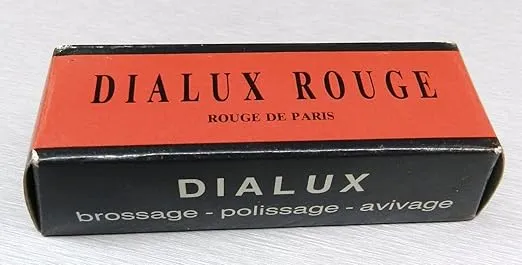 DIALUX ROUGE
ROUGE DE PARIS
DIALUX
brossage - polissage - avivage